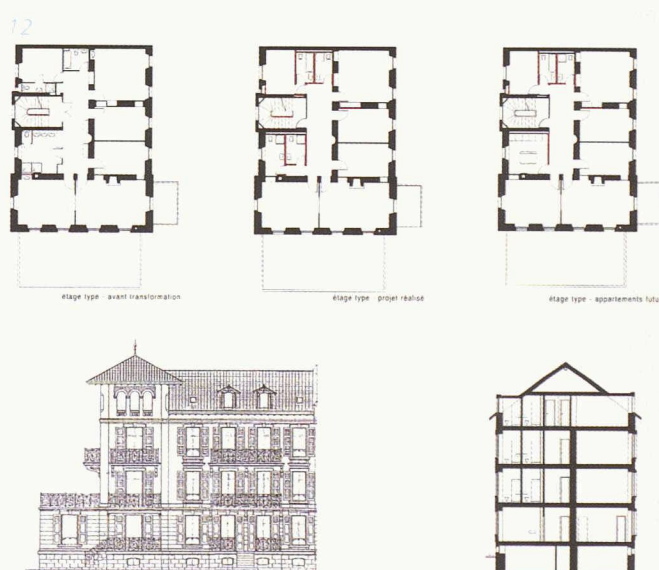 12
étage type - avant transformation
étage type - projet réalisé
étage type - appartements futu